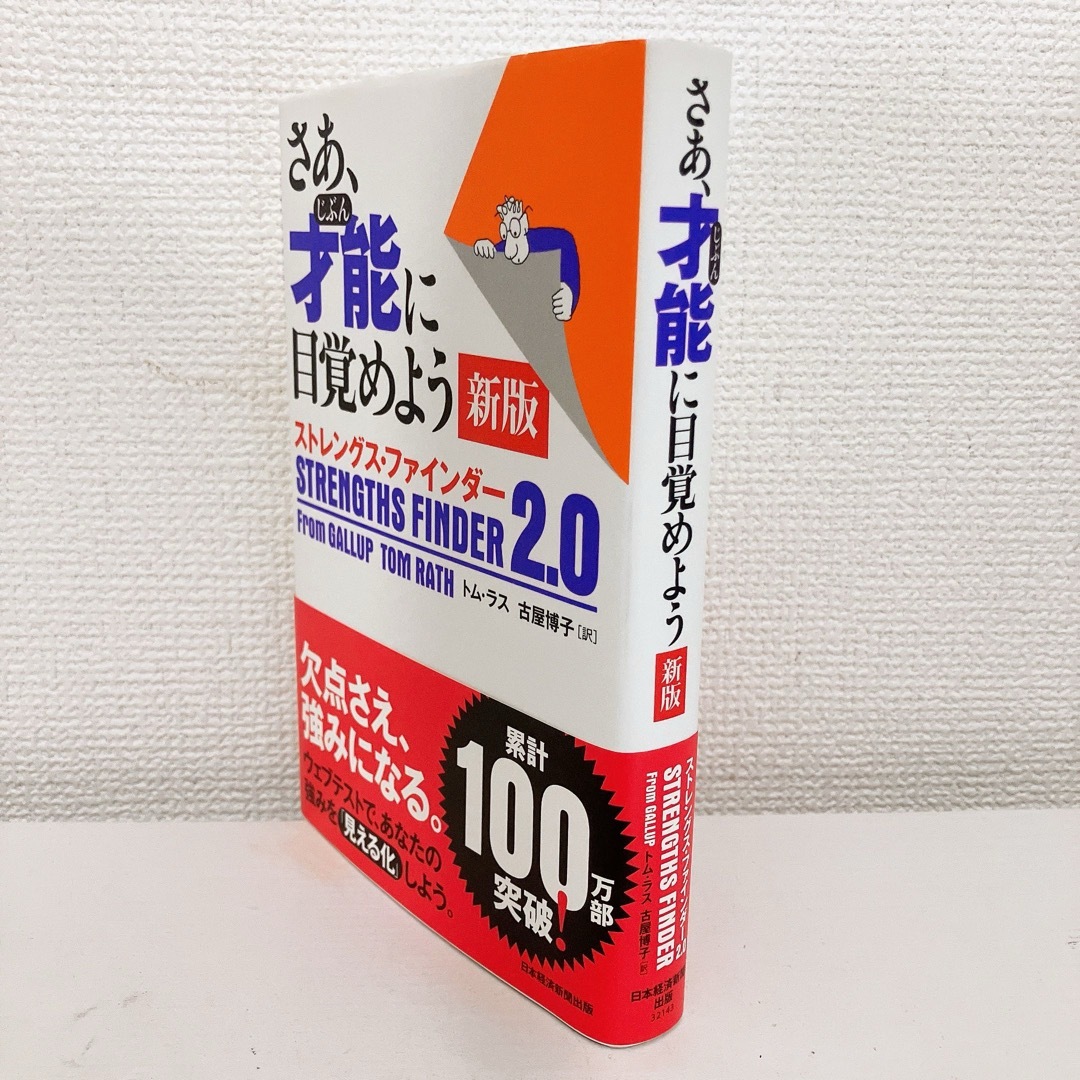 さあ、
じぶん
才能に
目覚めよう
新版
ストレングス・ファインダー
STRENGTHS FINDER 2.0
From GALLUP TOM RATH
トム・ラス 古屋博子[訳]
欠点さえ、
強みになる。
ウェブテストで、あなたの
強みを「見える化」しよう。
累計
100万部
突破!
日本経済新聞出版
さあ、才能に目覚めよう
じぶん
新版
ストレングス・ファインダー2.0
STRENGTHS FINDER
From GALLUP トム・ラス 古屋博子[訳]
日本経済新聞
出版
32143